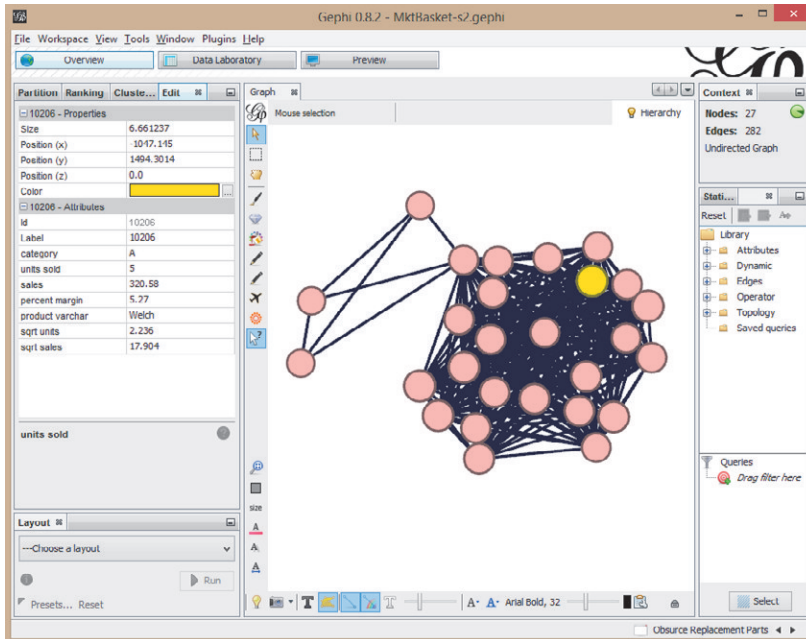 Gephi 0.8.2 - MktBasket-s2.gephi
File Workspace View Tools Window Plugins Help
Overview Data Laboratory Preview
Partition Ranking Cluste... Edit
10206 - Properties
Size 6.661237
Position (x) -1047.145
Position (y) 1494.3014
Position (z) 0.0
Color ...
10206 - Attributes
Id 10206
Label 10206
category A
units sold 5
sales 320.58
percent margin 5.27
product varchar Welch
sqrt units 2.236
sqrt sales 17.904
units sold
Layout
---Choose a layout
Run
Presets... Reset
Graph
Mouse selection Hierarchy
size
A
A
A
T T A- A- Arial Bold, 32
Context
Nodes: 27
Edges: 282
Undirected Graph
Stati...
Reset
Library
Attributes
Dynamic
Edges
Operator
Topology
Saved queries
Queries
Drag filter here
Select
Obsurce Replacement Parts